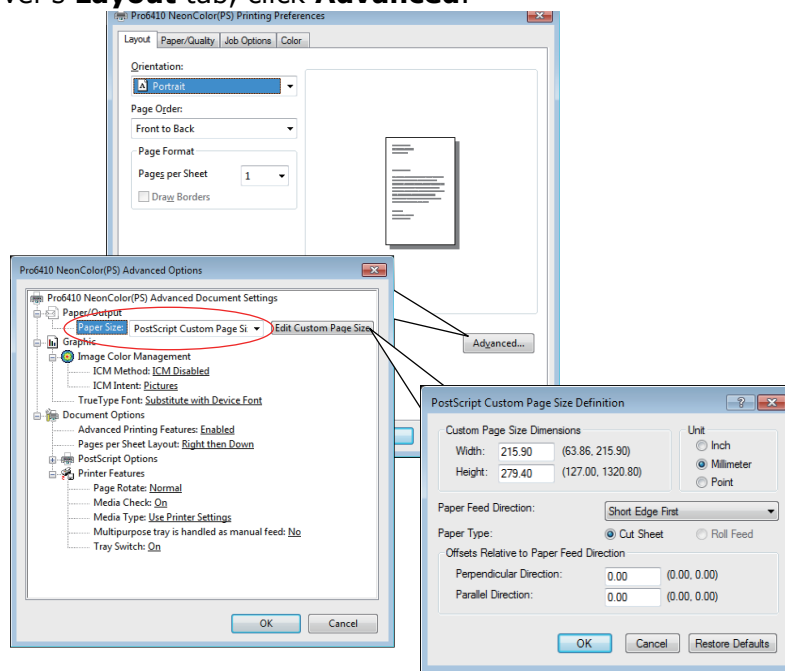 Layout tab, click Advanced.
Pro6410 NeonColor(PS) Printing Preferences
Layout Paper/Quality Job Options Color
Orientation:
Portrait
Page Order:
Front to Back
Page Format
Pages per Sheet 1
Draw Borders
Advanced...
Pro6410 NeonColor(PS) Advanced Options
Pro6410 NeonColor(PS) Advanced Document Settings
Paper/Output
Paper Size: PostScript Custom Page Si Edit Custom Page Size
Graphic
Image Color Management
ICM Method: ICM Disabled
ICM Intent: Pictures
TrueType Font: Substitute with Device Font
Document Options
Advanced Printing Features: Enabled
Pages per Sheet Layout: Right then Down
PostScript Options
Printer Features
Page Rotate: Normal
Media Check: On
Media Type: Use Printer Settings
Multipurpose tray is handled as manual feed: No
Tray Switch: On
OK Cancel
PostScript Custom Page Size Definition
Custom Page Size Dimensions
Width: 215.90 (63.86, 215.90)
Height: 279.40 (127.00, 1320.80)
Unit
Inch
Millimeter
Point
Paper Feed Direction: Short Edge First
Paper Type: Cut Sheet Roll Feed
Offsets Relative to Paper Feed Direction
Perpendicular Direction: 0.00 (0.00, 0.00)
Parallel Direction: 0.00 (0.00, 0.00)
OK Cancel Restore Defaults